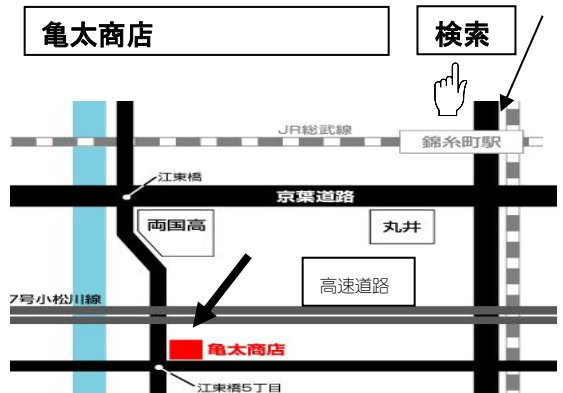 亀太商店
検索
JR総武線
錦糸町駅
江東橋
京葉道路
両国高
丸井
高速道路
7号小松川線
亀太商店
江東橋5丁目